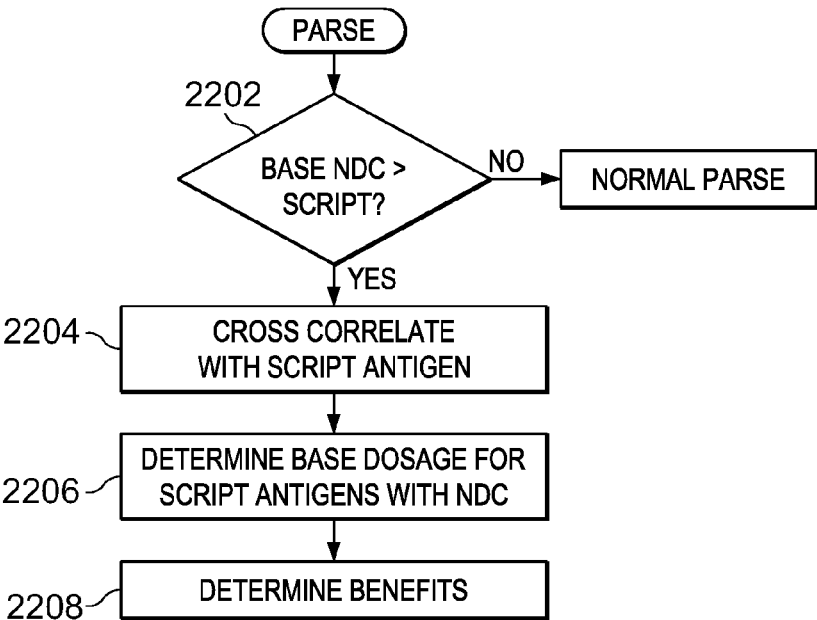 PARSE
2202
BASE NDC >
SCRIPT?
NO
NORMAL PARSE
YES
2204
CROSS CORRELATE
WITH SCRIPT ANTIGEN
2206
DETERMINE BASE DOSAGE FOR
SCRIPT ANTIGENS WITH NDC
2208
DETERMINE BENEFITS